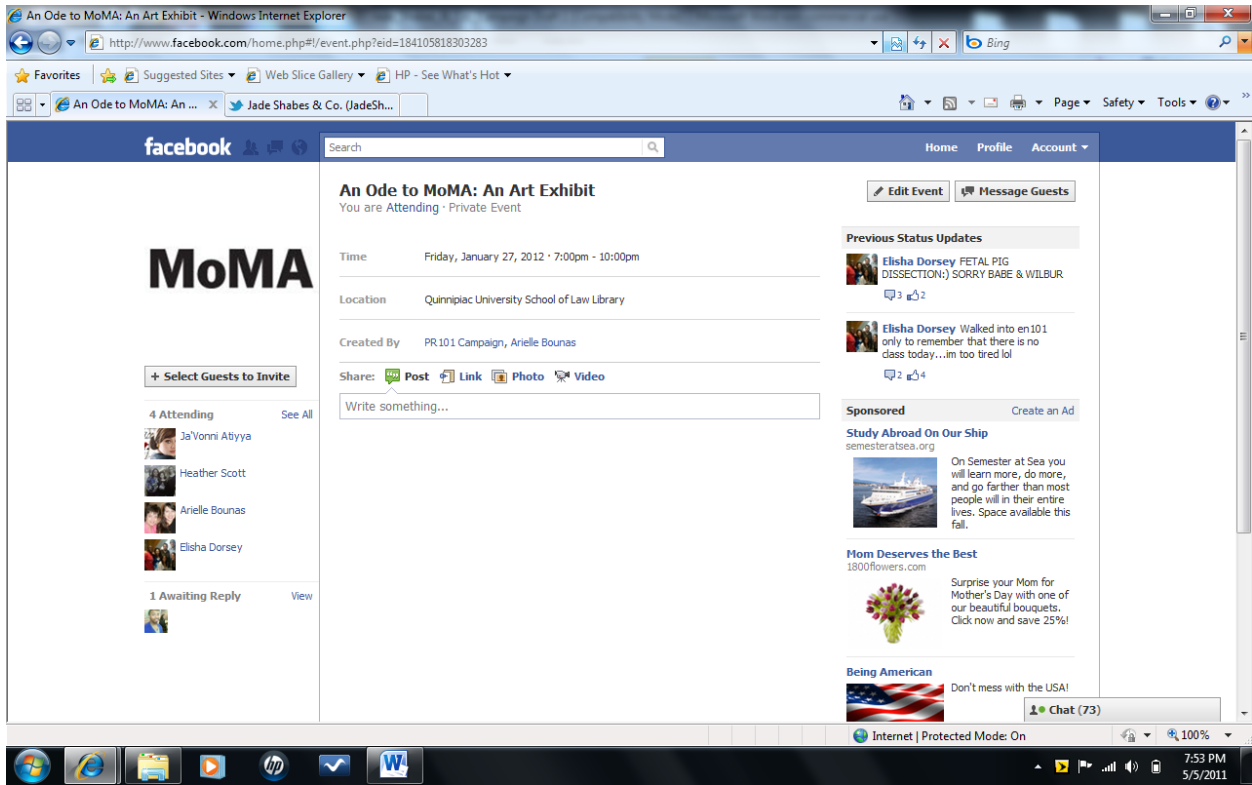 An Ode to MoMA: An Art Exhibit - Windows Internet Explorer
http://www.facebook.com/home.php#!/event.php?eid=184105818303283
Bing
Favorites
Suggested Sites
Web Slice Gallery
HP - See What's Hot
An Ode to MoMA: An ...
Jade Shabes & Co. (JadeSh...
Page
Safety
Tools
facebook
Search
Home
Profile
Account
MoMA
+ Select Guests to Invite
4 Attending
See All
Ja'Vonni Atiyya
Heather Scott
Arielle Bounas
Elisha Dorsey
1 Awaiting Reply
View
An Ode to MoMA: An Art Exhibit
You are Attending · Private Event
Edit Event
Message Guests
Time
Friday, January 27, 2012 · 7:00pm - 10:00pm
Location
Quinnipiac University School of Law Library
Created By
PR101 Campaign, Arielle Bounas
Share:
Post
Link
Photo
Video
Write something...
Previous Status Updates
Elisha Dorsey FETAL PIG
DISSECTION:) SORRY BABE & WILBUR
3
2
Elisha Dorsey Walked into en101
only to remember that there is no
class today...im too tired lol
2
4
Sponsored
Create an Ad
Study Abroad On Our Ship
semesteratsea.org
On Semester at Sea you
will learn more, do more,
and go farther than most
people will in their entire
lives. Space available this
fall.
Mom Deserves the Best
1800flowers.com
Surprise your Mom for
Mother's Day with one of
our beautiful bouquets.
Click now and save 25%!
Being American
Don't mess with the USA!
Chat (73)
Internet | Protected Mode: On
100%
hp
7:53 PM
5/5/2011